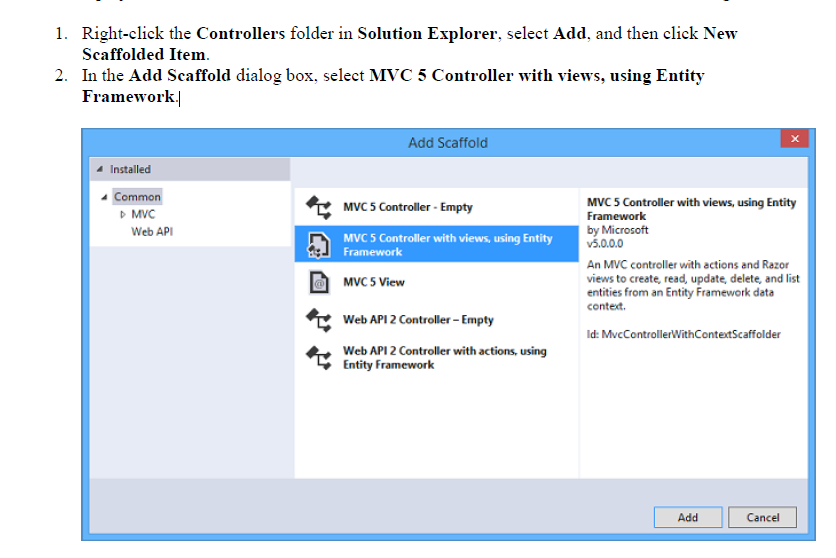 1. Right-click the Controllers folder in Solution Explorer, select Add, and then click New
Scaffolded Item.
2. In the Add Scaffold dialog box, select MVC 5 Controller with views, using Entity
Framework.
Add Scaffold
x
Installed
Common
MVC
Web API
MVC 5 Controller - Empty
MVC 5 Controller with views, using Entity
Framework
MVC 5 View
Web API 2 Controller – Empty
Web API 2 Controller with actions, using
Entity Framework
MVC 5 Controller with views, using Entity
Framework
by Microsoft
v5.0.0.0
An MVC controller with actions and Razor
views to create, read, update, delete, and list
entities from an Entity Framework data
context.
Id: MvcControllerWithContextScaffolder
Add
Cancel